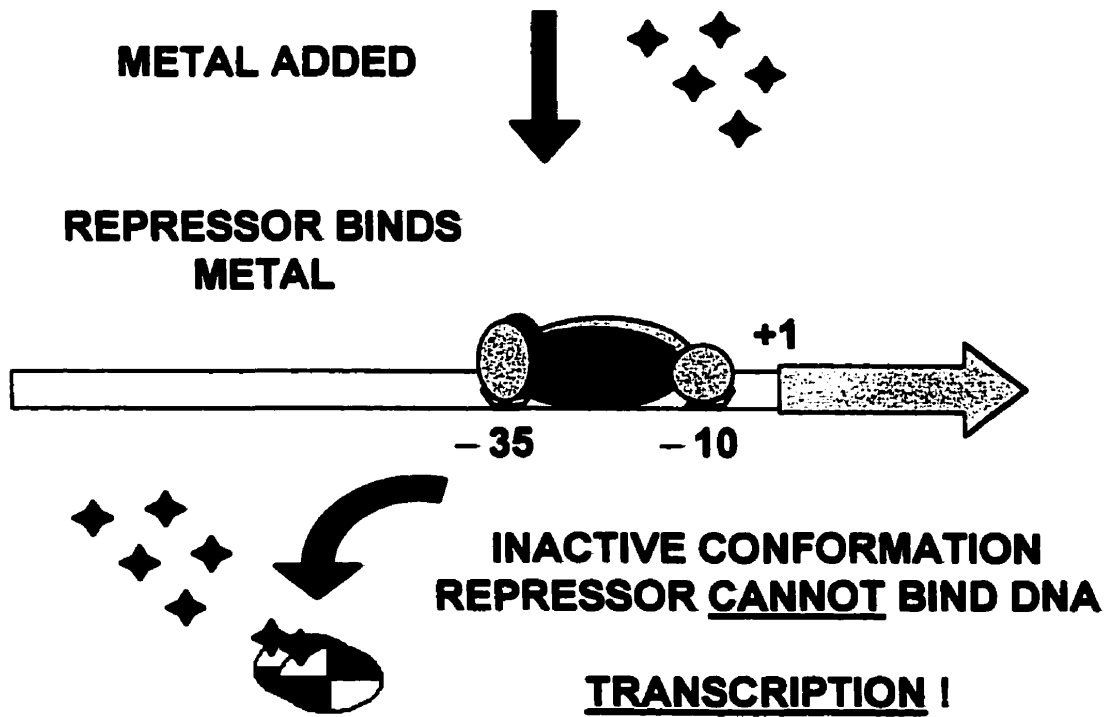 METAL ADDED
REPRESSOR BINDS
METAL
+1
– 35
– 10
INACTIVE CONFORMATION
REPRESSOR CANNOT BIND DNA
TRANSCRIPTION !